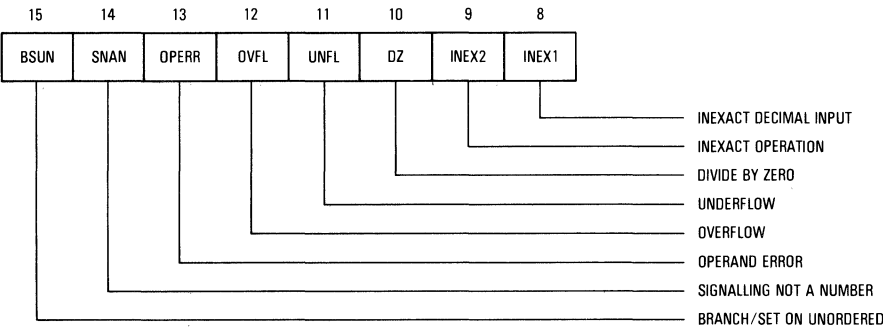 15 14 13 12 11 10 9 8
BSUN SNAN OPERR OVFL UNFL DZ INEX2 INEX1
INEXACT DECIMAL INPUT
INEXACT OPERATION
DIVIDE BY ZERO
UNDERFLOW
OVERFLOW
OPERAND ERROR
SIGNALLING NOT A NUMBER
BRANCH/SET ON UNORDERED